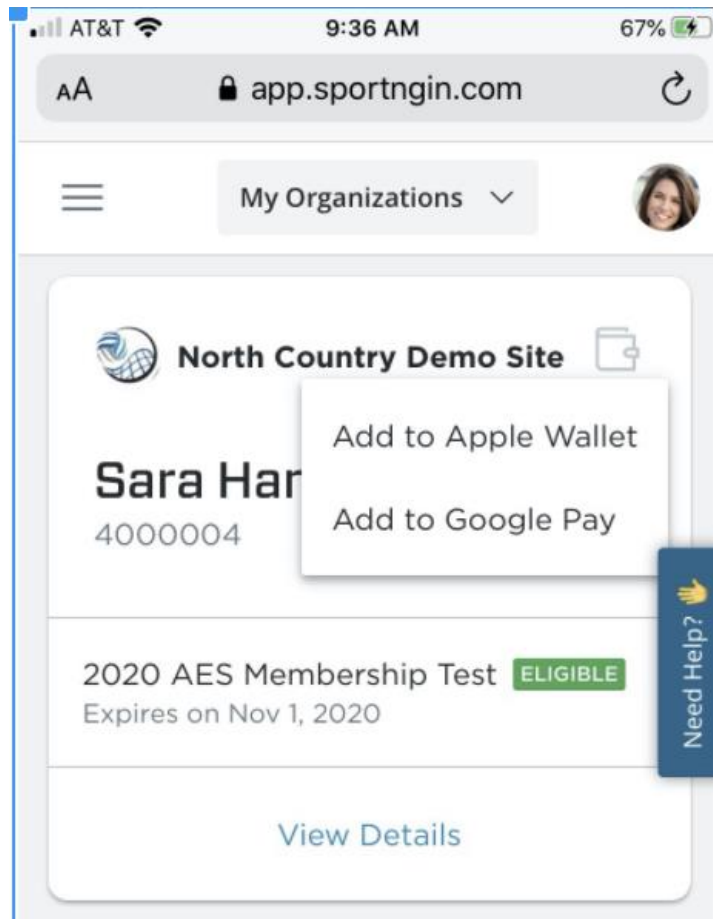 AT&T 9:36 AM 67%
AA app.sportngin.com
My Organizations
North Country Demo Site
Add to Apple Wallet
Sara Har
Add to Google Pay
4000004
Need Help?
2020 AES Membership Test ELIGIBLE
Expires on Nov 1, 2020
View Details